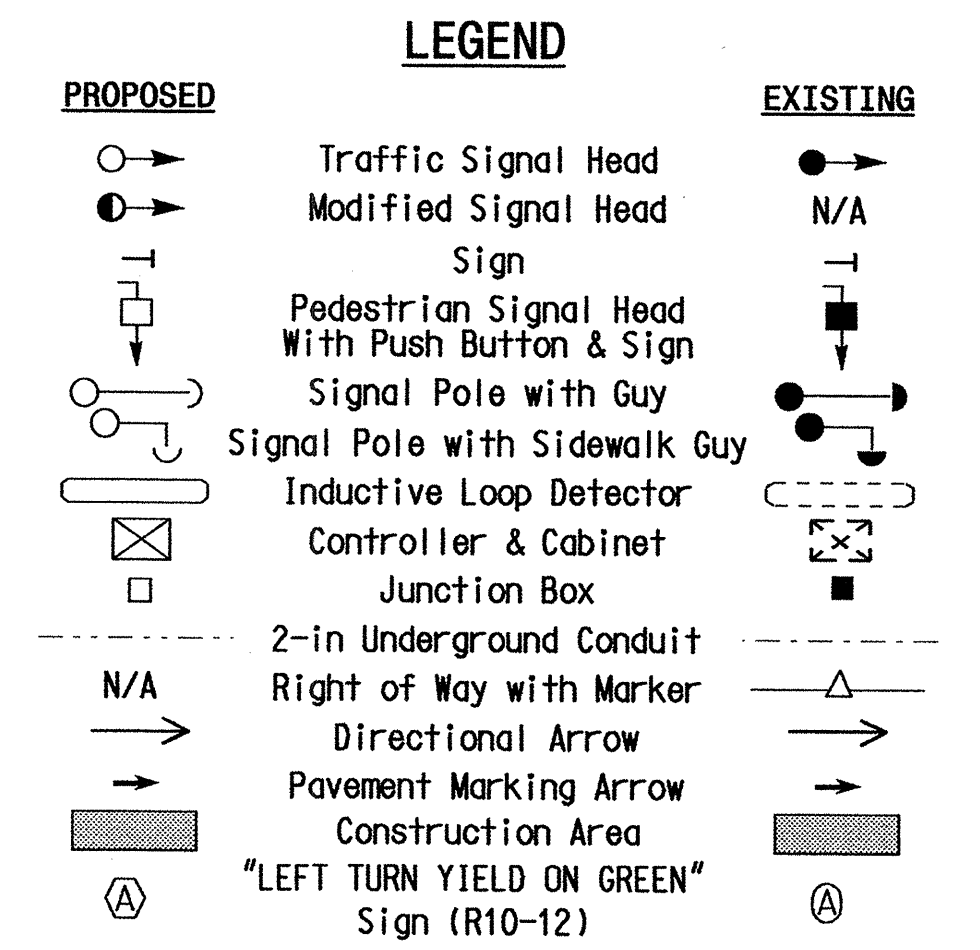 LEGEND
PROPOSED EXISTING
Traffic Signal Head
Modified Signal Head N/A
Sign
Pedestrian Signal Head
With Push Button & Sign
Signal Pole with Guy
Signal Pole with Sidewalk Guy
Inductive Loop Detector
Controller & Cabinet
Junction Box
2-in Underground Conduit
N/A Right of Way with Marker
Directional Arrow
Pavement Marking Arrow
Construction Area
"LEFT TURN YIELD ON GREEN"
A Sign (R10-12) A